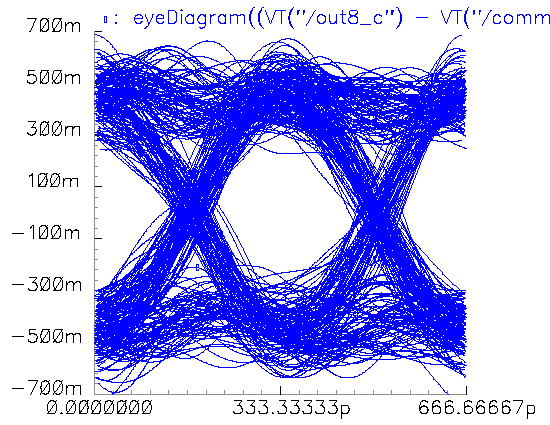 ▯: eyeDiagram((VT("/out8_c") - VT("/comm
700m
500m
300m
100m
-100m
-300m
-500m
-700m
0.0000000 333.33333p 666.66667p